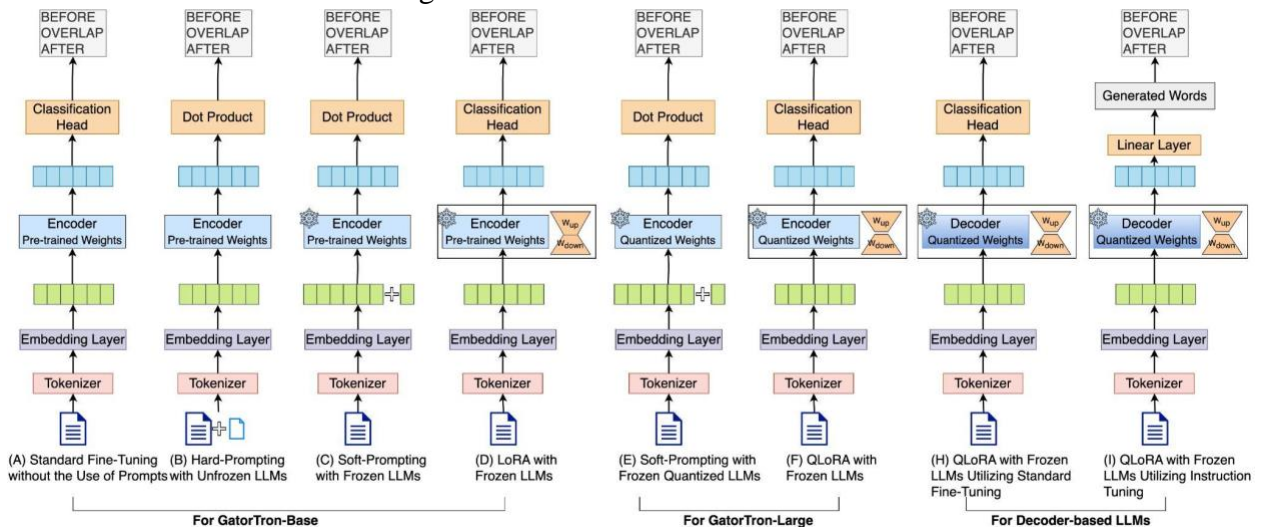 BEFORE
OVERLAP
AFTER
Classification
Head
Encoder
Pre-trained Weights
Embedding Layer
Tokenizer
(A) Standard Fine-Tuning
without the Use of Prompts
BEFORE
OVERLAP
AFTER
Dot Product
Encoder
Pre-trained Weights
Embedding Layer
Tokenizer
(B) Hard-Prompting
with Unfrozen LLMs
BEFORE
OVERLAP
AFTER
Dot Product
Encoder
Pre-trained Weights
Embedding Layer
Tokenizer
(C) Soft-Prompting
with Frozen LLMs
BEFORE
OVERLAP
AFTER
Classification
Head
Encoder
Pre-trained Weights
Wup
Wdown
Embedding Layer
Tokenizer
(D) LoRA with
Frozen LLMs
For GatorTron-Base
BEFORE
OVERLAP
AFTER
Dot Product
Encoder
Quantized Weights
Embedding Layer
Tokenizer
(E) Soft-Prompting with
Frozen Quantized LLMs
BEFORE
OVERLAP
AFTER
Classification
Head
Encoder
Quantized Weights
Wup
Wdown
Embedding Layer
Tokenizer
(F) QLoRA with
Frozen LLMs
For GatorTron-Large
BEFORE
OVERLAP
AFTER
Classification
Head
Decoder
Quantized Weights
Wup
Wdown
Embedding Layer
Tokenizer
(H) QLoRA with Frozen
LLMs Utilizing Standard
Fine-Tuning
BEFORE
OVERLAP
AFTER
Generated Words
Linear Layer
Decoder
Quantized Weights
Wup
Wdown
Embedding Layer
Tokenizer
(I) QLoRA with Frozen
LLMs Utilizing Instruction
Tuning
For Decoder-based LLMs